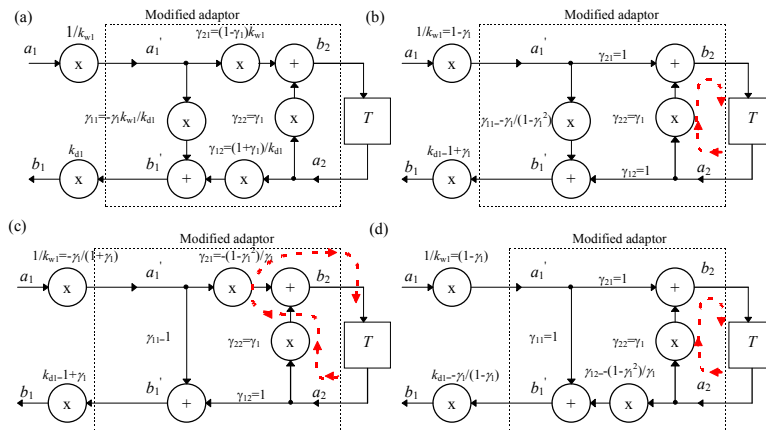 (a)
Modified adaptor
1/kw1
γ21=(1-γ1)kw1
a1
a1'
b2
x
x
+
γ11=-γ1kw1/kd1
x
γ22=γ1
x
T
kd1
γ12=(1+γ1)/kd1
b1
b1'
a2
x
+
x
(b)
Modified adaptor
1/kw1=1-γ1
a1
a1'
γ21=1
b2
x
+
γ11=-γ1/(1-γ1²)
x
γ22=γ1
x
T
kd1=1+γ1
b1
b1'
γ12=1
a2
x
+
(c)
Modified adaptor
1/kw1=-γ1/(1+γ1)
γ21=-(1-γ1²)/γ1
a1
a1'
b2
x
x
+
γ11=1
γ22=γ1
x
T
kd1=1+γ1
b1
b1'
γ12=1
a2
x
+
(d)
Modified adaptor
1/kw1=(1-γ1)
a1
a1'
γ21=1
b2
x
+
γ11=1
γ22=γ1
x
T
kd1=-γ1/(1-γ1)
γ12=-(1-γ1²)/γ1
b1
b1'
a2
x
+
x